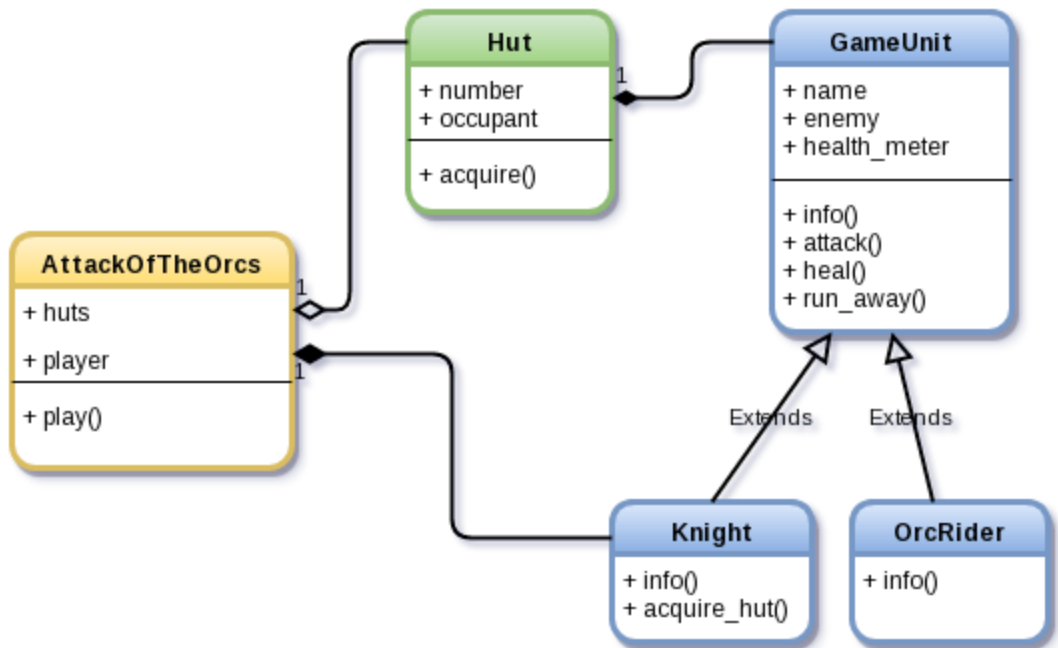 Hut
+ number
+ occupant
+ acquire()
1
GameUnit
+ name
+ enemy
+ health_meter
+ info()
+ attack()
+ heal()
+ run_away()
AttackOfTheOrcs
+ huts
+ player
+ play()
1
1
Extends
Extends
Knight
+ info()
+ acquire_hut()
OrcRider
+ info()